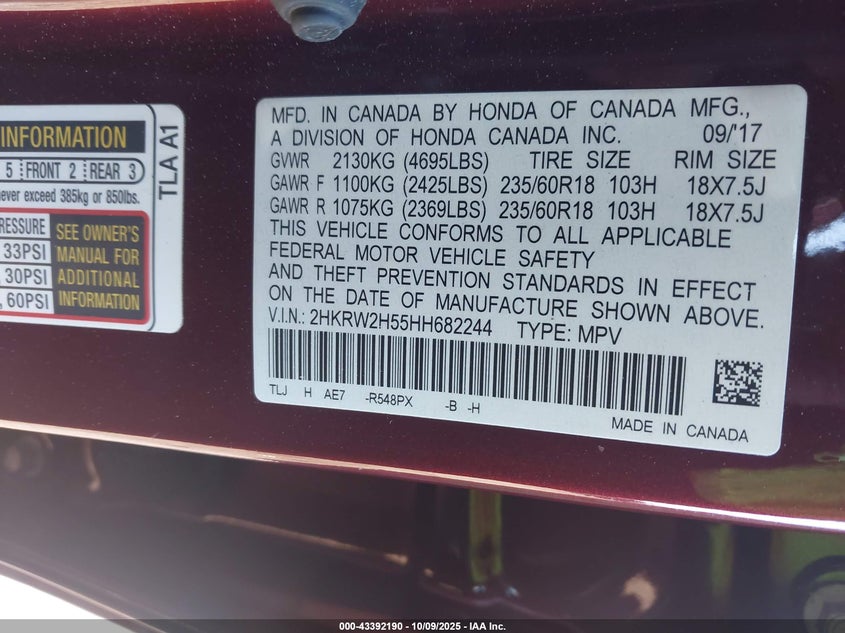 INFORMATION
5 FRONT 2 REAR 3
never exceed 385kg or 850lbs.
PRESSURE
33PSI
30PSI
60PSI
SEE OWNER'S
MANUAL FOR
ADDITIONAL
INFORMATION
TLA A1
MFD. IN CANADA BY HONDA OF CANADA MFG.,
A DIVISION OF HONDA CANADA INC. 09/'17
GVWR 2130KG (4695LBS) TIRE SIZE RIM SIZE
GAWR F 1100KG (2425LBS) 235/60R18 103H 18X7.5J
GAWR R 1075KG (2369LBS) 235/60R18 103H 18X7.5J
THIS VEHICLE CONFORMS TO ALL APPLICABLE
FEDERAL MOTOR VEHICLE SAFETY
AND THEFT PREVENTION STANDARDS IN EFFECT
ON THE DATE OF MANUFACTURE SHOWN ABOVE.
V.I.N.: 2HKRW2H55HH682244 TYPE: MPV
TLJ H AE7 -R548PX -B -H
MADE IN CANADA
000-43392190 - 10/09/2025 - IAA Inc.